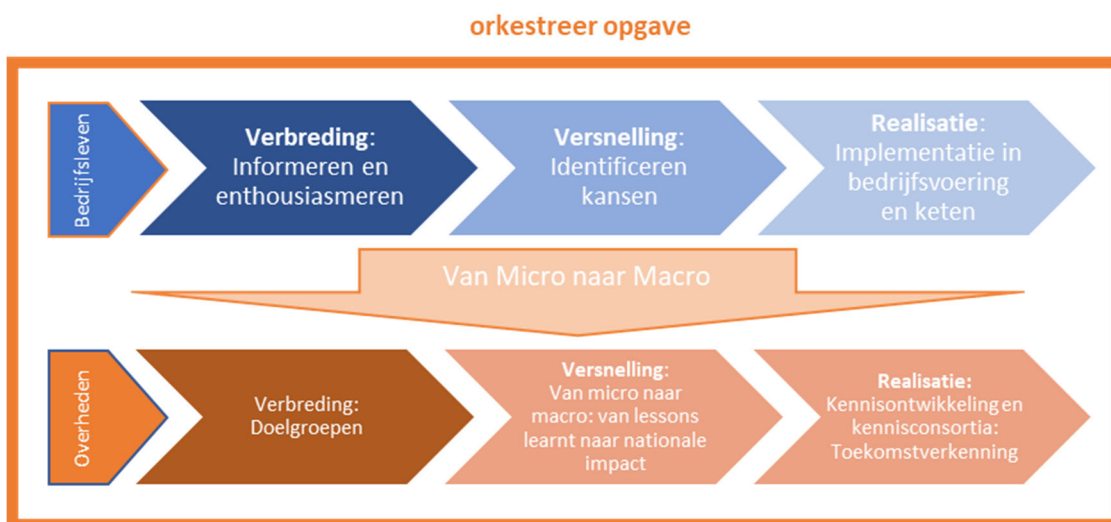 orkestreer opgave
Bedrijfsleven
Verbreding:
Informeren en
enthousiasmeren
Versnelling:
Identificeren
kansen
Realisatie:
Implementatie in
bedrijfsvoering
en keten
Van Micro naar Macro
Overheden
Verbreding:
Doelgroepen
Versnelling:
Van micro naar
macro: van lessons
learnt naar nationale
impact
Realisatie:
Kennisontwikkeling en
kennisconsortia:
Toekomstverkenning